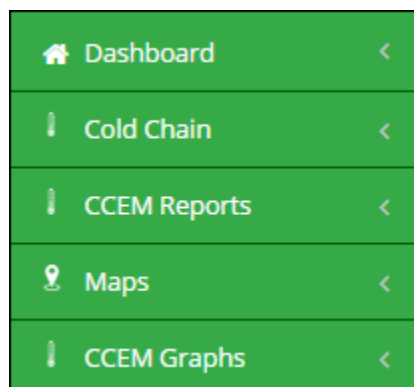 Dashboard
Cold Chain
CCEM Reports
Maps
CCEM Graphs